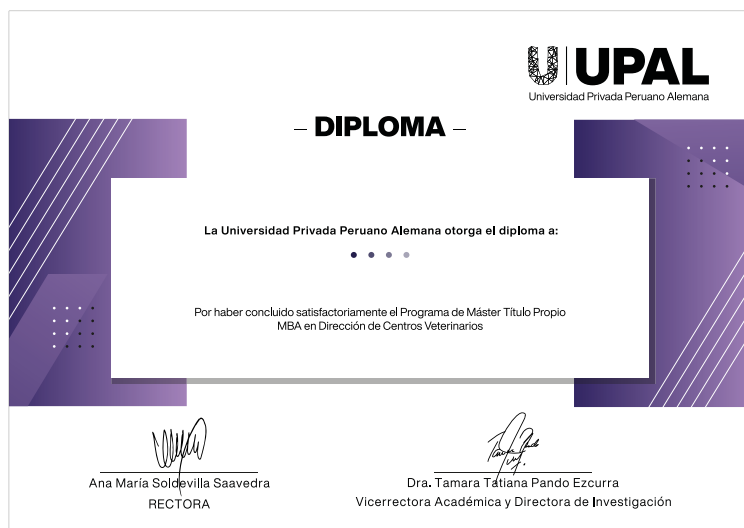 UPAL
Universidad Privada Peruano Alemana
– DIPLOMA –
La Universidad Privada Peruano Alemana otorga el diploma a:
Por haber concluido satisfactoriamente el Programa de Máster Título Propio
MBA en Dirección de Centros Veterinarios
Ana María Soldevilla Saavedra
RECTORA
Dra. Tamara Tatiana Pando Ezcurra
Vicerrectora Académica y Directora de Investigación